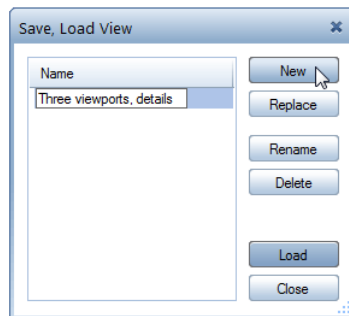 Save, Load View
Name
Three viewports, details
New
Replace
Rename
Delete
Load
Close